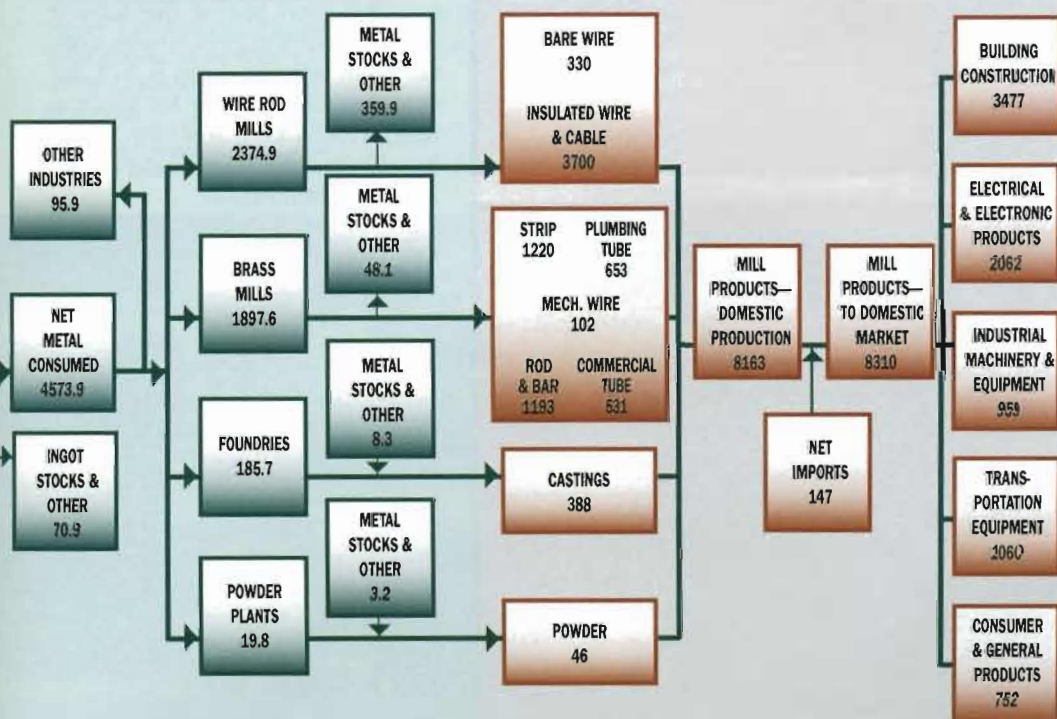 OTHER
INDUSTRIES
95.9
NET
METAL
CONSUMED
4573.9
INGOT
STOCKS &
OTHER
70.9
WIRE ROD
MILLS
2374.9
BRASS
MILLS
1897.6
FOUNDRIES
185.7
POWDER
PLANTS
19.8
METAL
STOCKS &
OTHER
359.9
METAL
STOCKS &
OTHER
48.1
METAL
STOCKS &
OTHER
8.3
METAL
STOCKS &
OTHER
3.2
BARE WIRE
330
INSULATED WIRE
& CABLE
3700
STRIP
1220
PLUMBING
TUBE
653
MECH. WIRE
102
ROD
& BAR
1193
COMMERCIAL
TUBE
531
CASTINGS
388
POWDER
46
MILL
PRODUCTS—
DOMESTIC
PRODUCTION
8163
NET
IMPORTS
147
MILL
PRODUCTS—
TO DOMESTIC
MARKET
8310
BUILDING
CONSTRUCTION
3477
ELECTRICAL
& ELECTRONIC
PRODUCTS
2062
INDUSTRIAL
MACHINERY &
EQUIPMENT
959
TRANS-
PORTATION
EQUIPMENT
1060
CONSUMER
& GENERAL
PRODUCTS
752